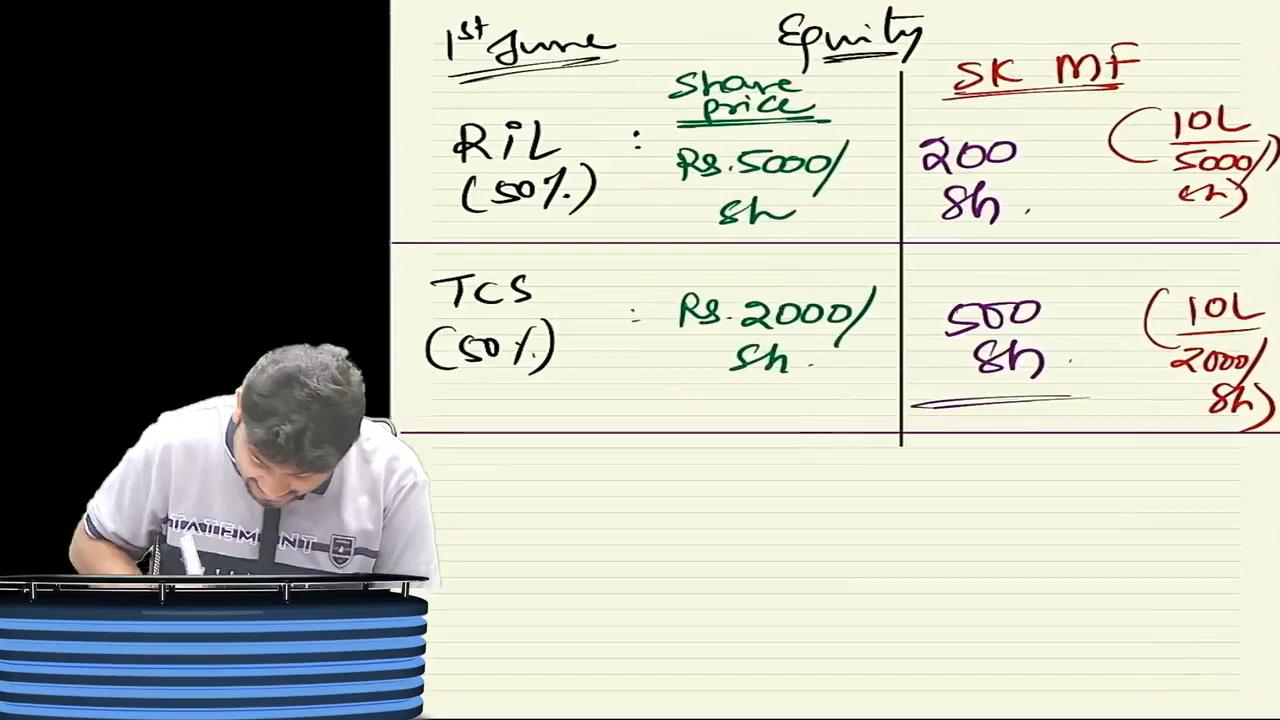 1st June
Equity
SK MF
Share
price
RiL :
(50%)
Rs.5000/
sh
200
Sh.
(10L
5000/
sh)
TCS :
(50%)
Rs.2000/
Sh.
500
Sh.
(10L
2000/
Sh)
TATEMENT